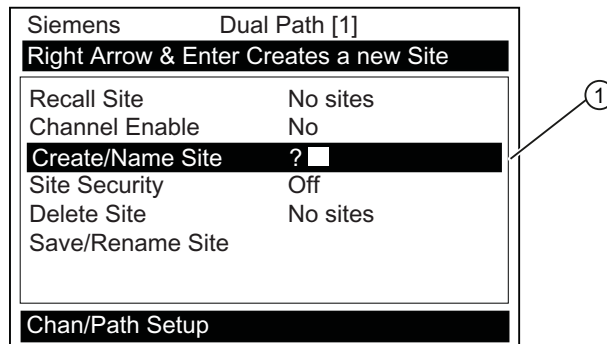 Siemens Dual Path [1]
Right Arrow & Enter Creates a new Site
Recall Site No sites
Channel Enable No
Create/Name Site ?
Site Security Off
Delete Site No sites
Save/Rename Site
Chan/Path Setup
1